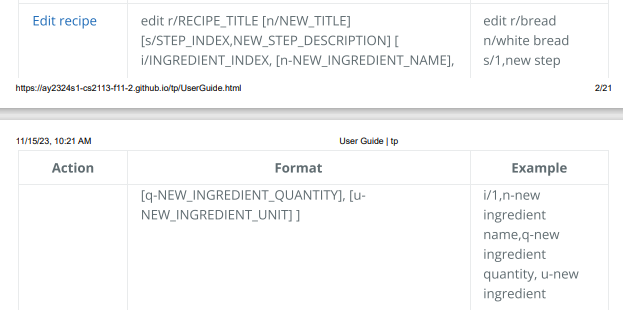 Edit recipe
edit r/RECIPE_TITLE [n/NEW_TITLE]
[s/STEP_INDEX,NEW_STEP_DESCRIPTION] [
i/INGREDIENT_INDEX, [n-NEW_INGREDIENT_NAME],
edit r/bread
n/white bread
s/1,new step
https://ay2324s1-cs2113-f11-2.github.io/tp/UserGuide.html
2/21
11/15/23, 10:21 AM
User Guide | tp
Action
Format
Example
[q-NEW_INGREDIENT_QUANTITY], [u-
NEW_INGREDIENT_UNIT] ]
i/1,n-new
ingredient
name,q-new
ingredient
quantity, u-new
ingredient